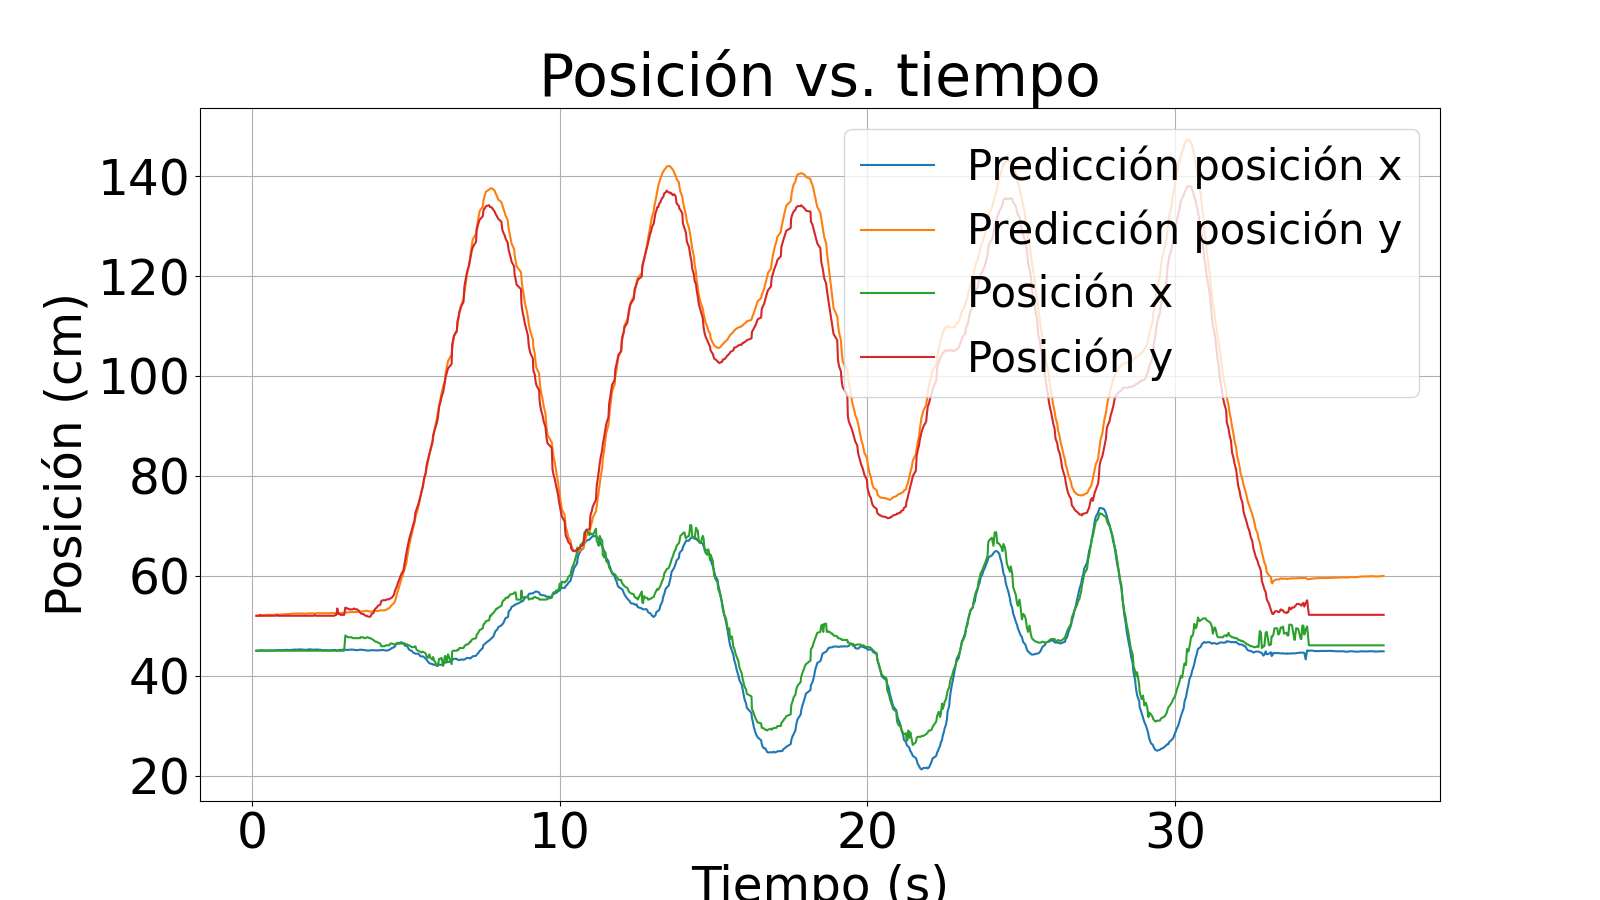 Posición vs. tiempo
Predicción posición x
Predicción posición y
Posición x
Posición y
Posición (cm)
140
120
100
80
60
40
20
0 10 20 30
Tiempo (s)